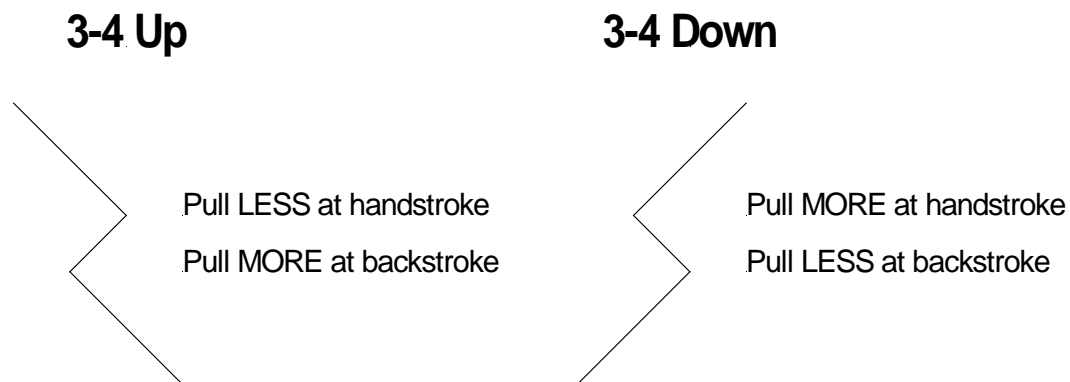 3-4 Up
3-4 Down
Pull LESS at handstroke
Pull MORE at backstroke
Pull MORE at handstroke
Pull LESS at backstroke